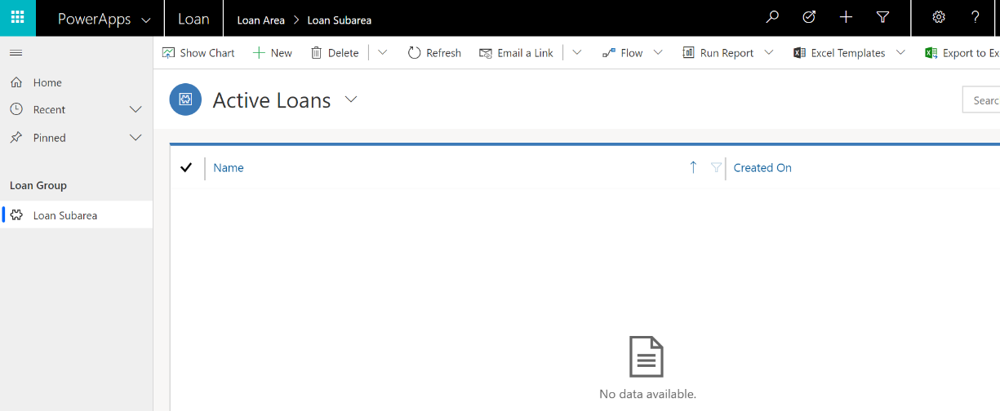 PowerApps Loan Loan Area > Loan Subarea ?
Show Chart New Delete Refresh Email a Link Flow Run Report Excel Templates Export to Ex
Home
Recent
Pinned
Loan Group
Loan Subarea
Active Loans
Searc
Name Created On
No data available.